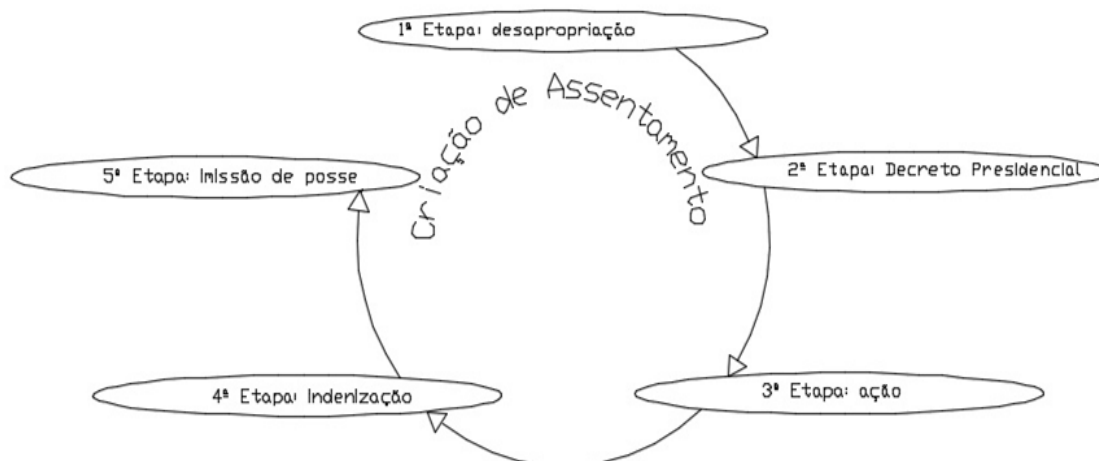 1ª Etapa: desapropriação
Criação de Assentamento
5ª Etapa: Imissão de posse
2ª Etapa: Decreto Presidencial
4ª Etapa: Indenização
3ª Etapa: ação